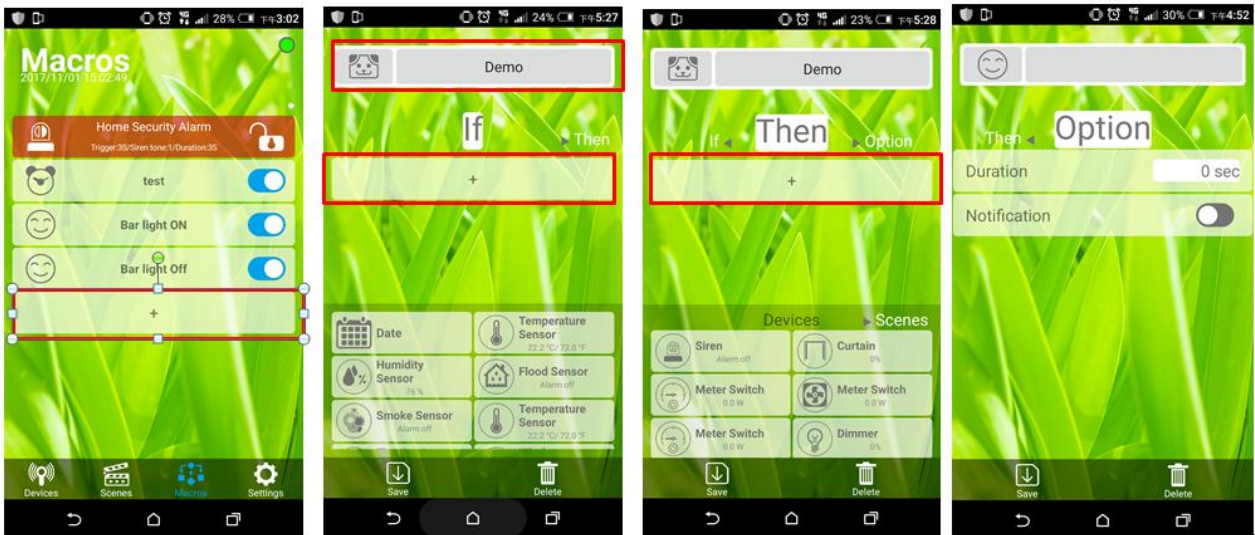 28% 下午3:02
Macros
2017/11/01 15:02:49
Home Security Alarm
Trigger:3S/Siren tone:1/Duration:3S
test
Bar light ON
Bar light Off
+
Devices
Scenes
Macros
Settings
4G 24% 下午5:27
Demo
If
Then
+
Date
Temperature
Sensor
22.2 °C/ 72.0 °F
Humidity
Sensor
76 %
Flood Sensor
Alarm off
Smoke Sensor
Alarm off
Temperature
Sensor
22.2 °C/ 72.0 °F
Save
Delete
4G 23% 下午5:28
Demo
If
Then
Option
+
Devices
Scenes
Siren
Alarm off
Curtain
0%
Meter Switch
0.0 W
Meter Switch
0.0 W
Meter Switch
0.0 W
Dimmer
0%
Save
Delete
4G 30% 下午4:52
Then
Option
Duration
0 sec
Notification
Save
Delete